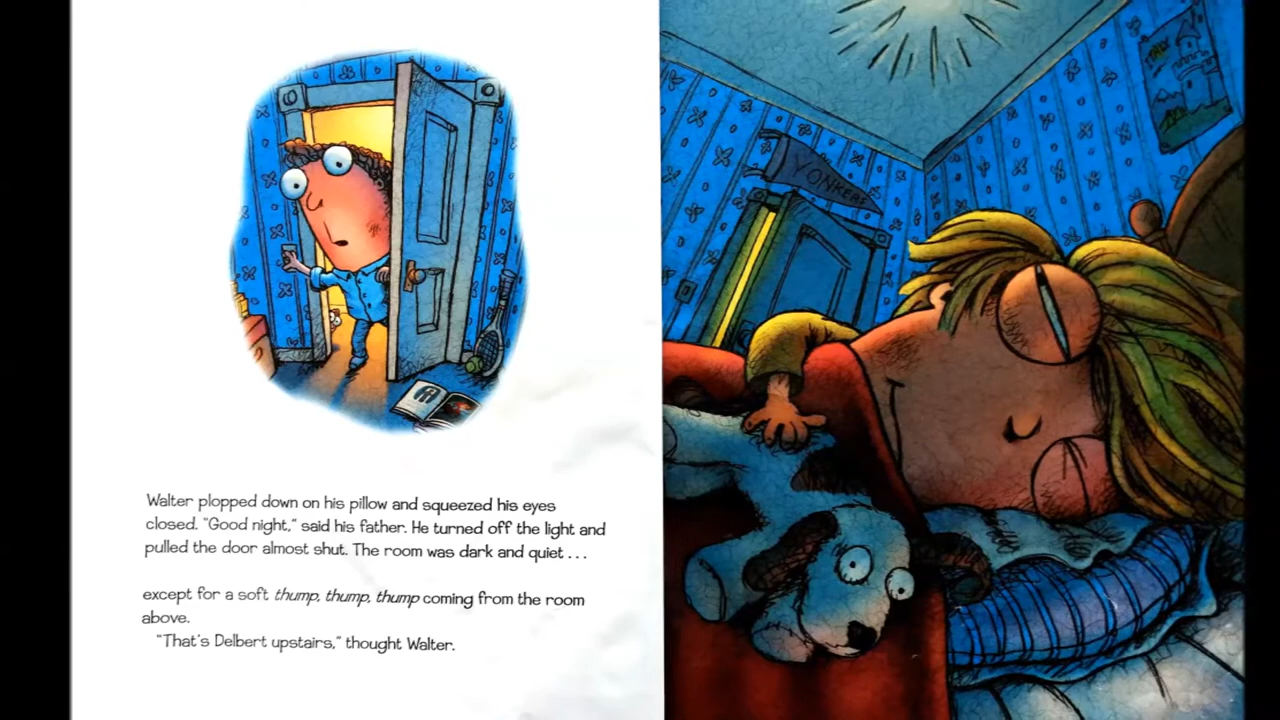 Walter plopped down on his pillow and squeezed his eyes
closed. "Good night," said his father. He turned off the light and
pulled the door almost shut. The room was dark and quiet . . .
except for a soft thump, thump, thump coming from the room
above.
"That's Delbert upstairs," thought Walter.
YONKERS
ITALY